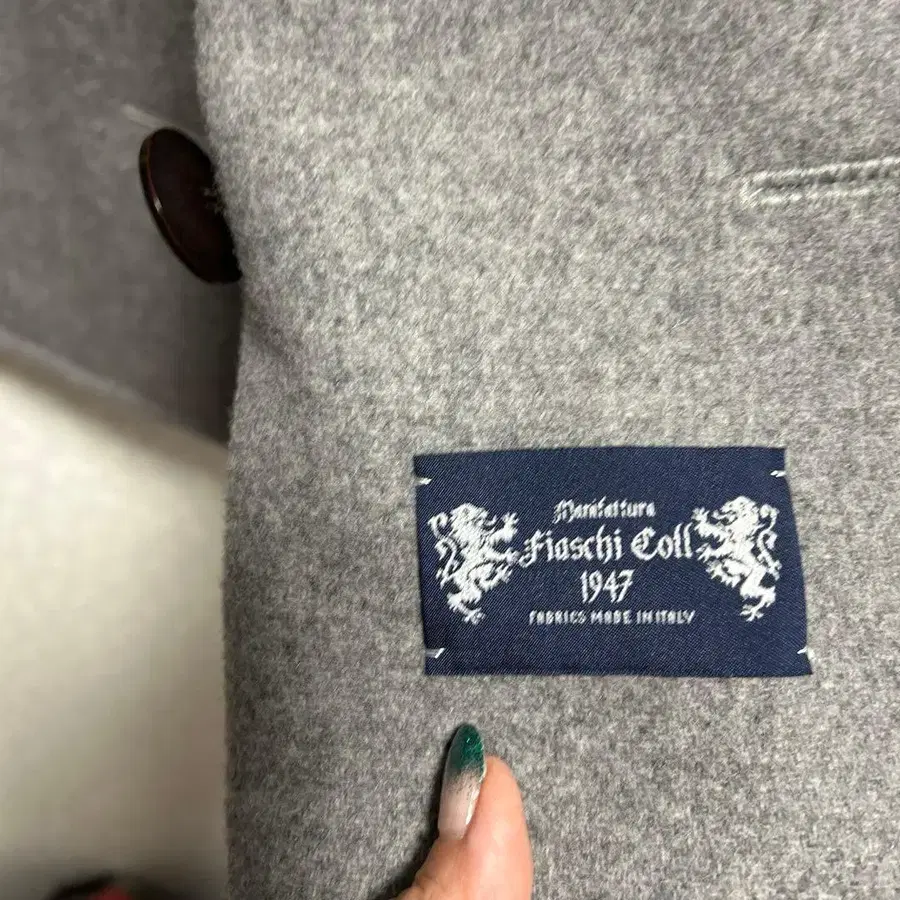 Manifattura
Fiaschi Coll
1947
FABRICS MADE IN ITALY